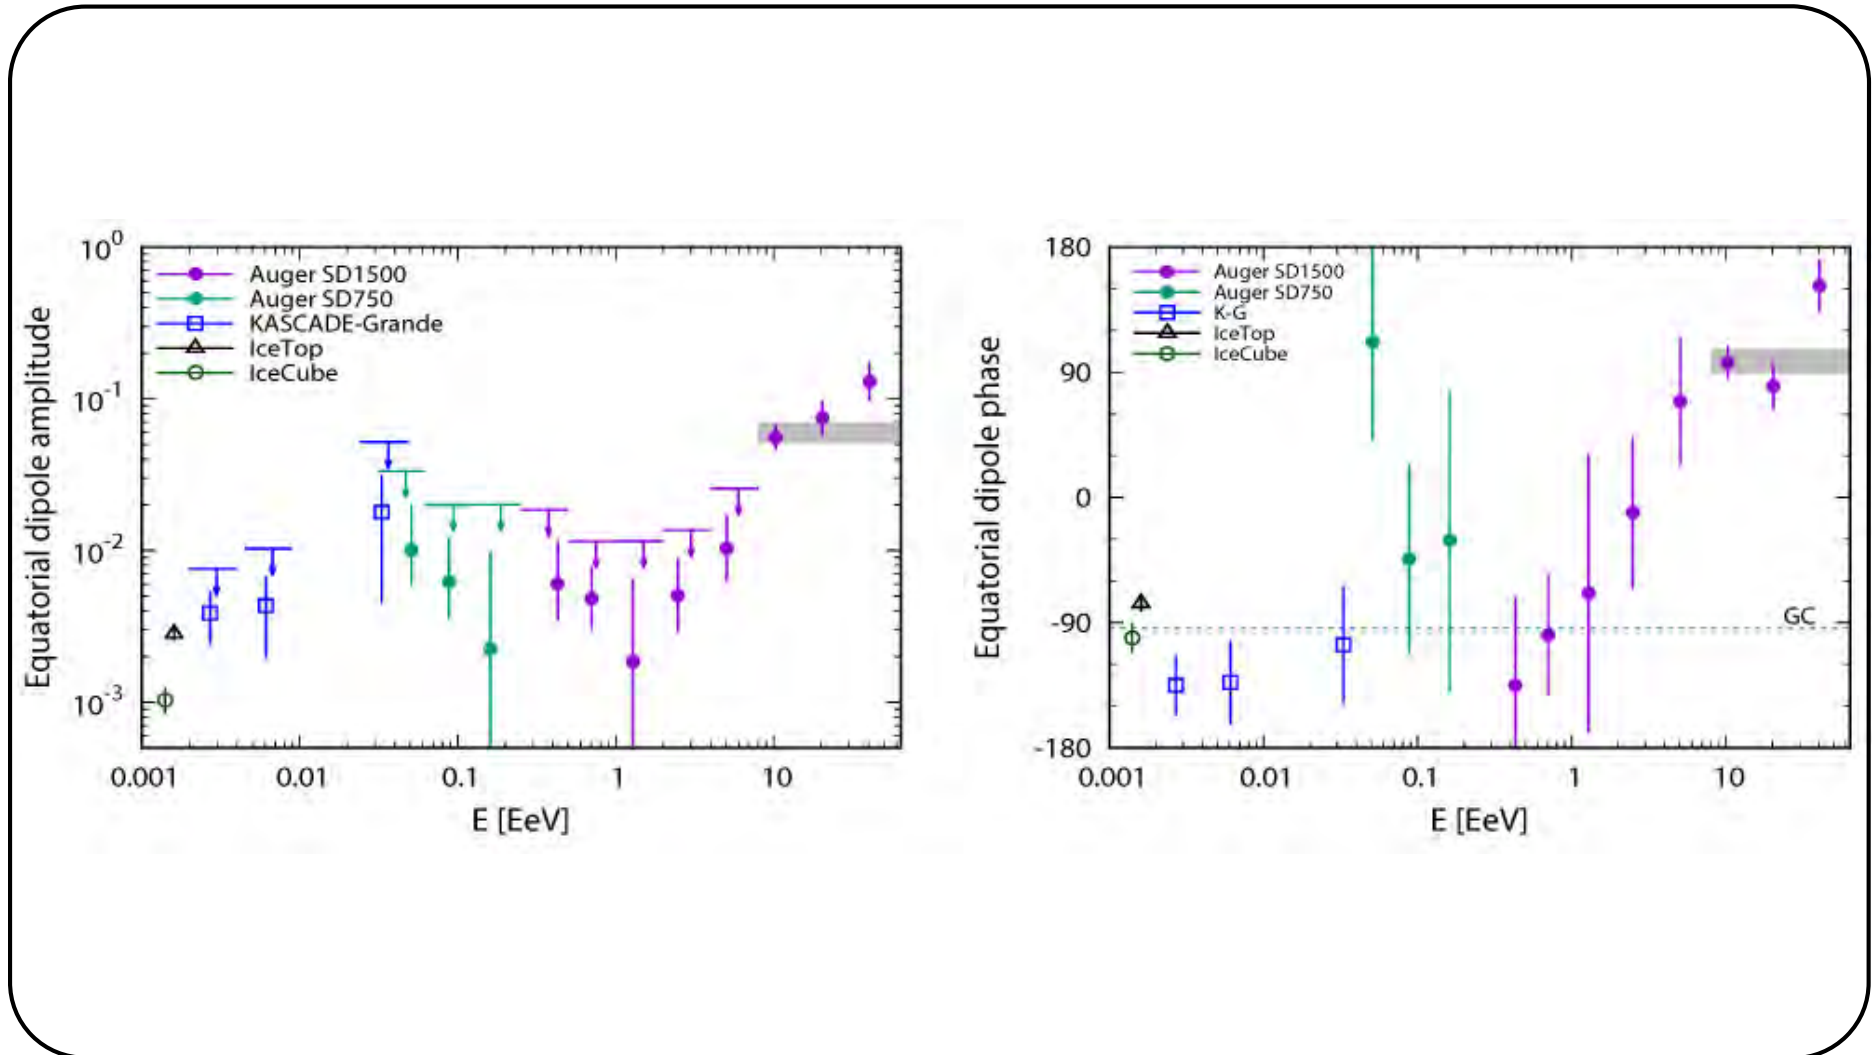 10^0
10^-1
10^-2
10^-3
Equatorial dipole amplitude
Auger SD1500
Auger SD750
KASCADE-Grande
IceTop
IceCube
0.001 0.01 0.1 1 10
E [EeV]
180
90
0
-90
-180
Equatorial dipole phase
Auger SD1500
Auger SD750
K-G
IceTop
IceCube
GC
0.001 0.01 0.1 1 10
E [EeV]